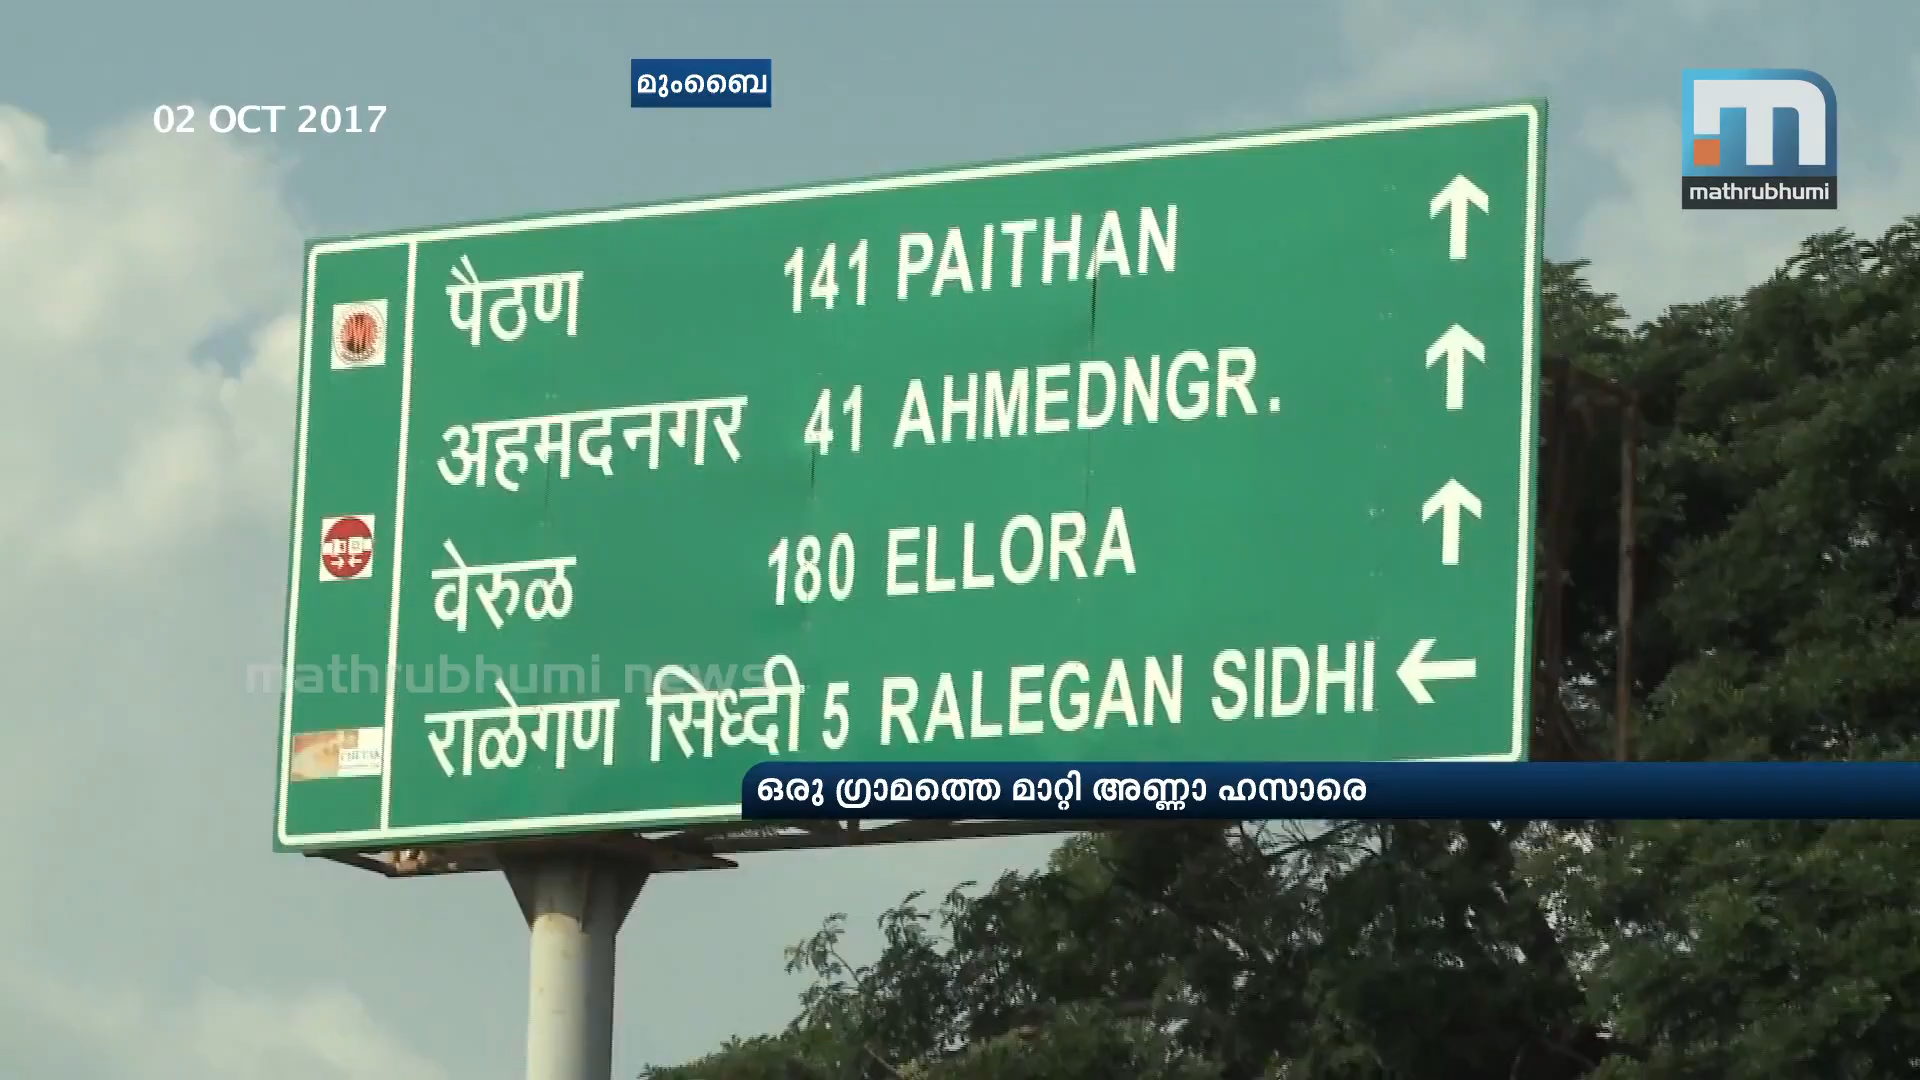 02 OCT 2017
മുംബൈ
mathrubhumi
पैठण 141 PAITHAN
अहमदनगर 41 AHMEDNGR.
वेरुळ 180 ELLORA
राळेगण सिध्दी 5 RALEGAN SIDHI
mathrubhumi news
ഒരു ഗ്രാമത്തെ മാറ്റി അണ്ണാ ഹസാരെ